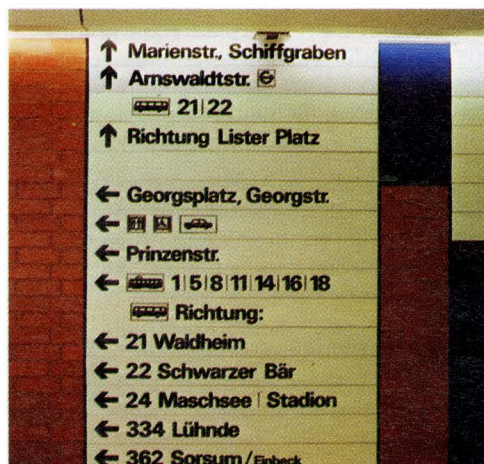 ↑ Marienstr., Schiffgraben
↑ Arnswaldtstr.
21|22
↑ Richtung Lister Platz
← Georgsplatz, Georgstr.
←
← Prinzenstr.
← 1|5|8|11|14|16|18
Richtung:
← 21 Waldheim
← 22 Schwarzer Bär
← 24 Maschsee | Stadion
← 334 Lühnde
← 362 Sorsum/Einbeck